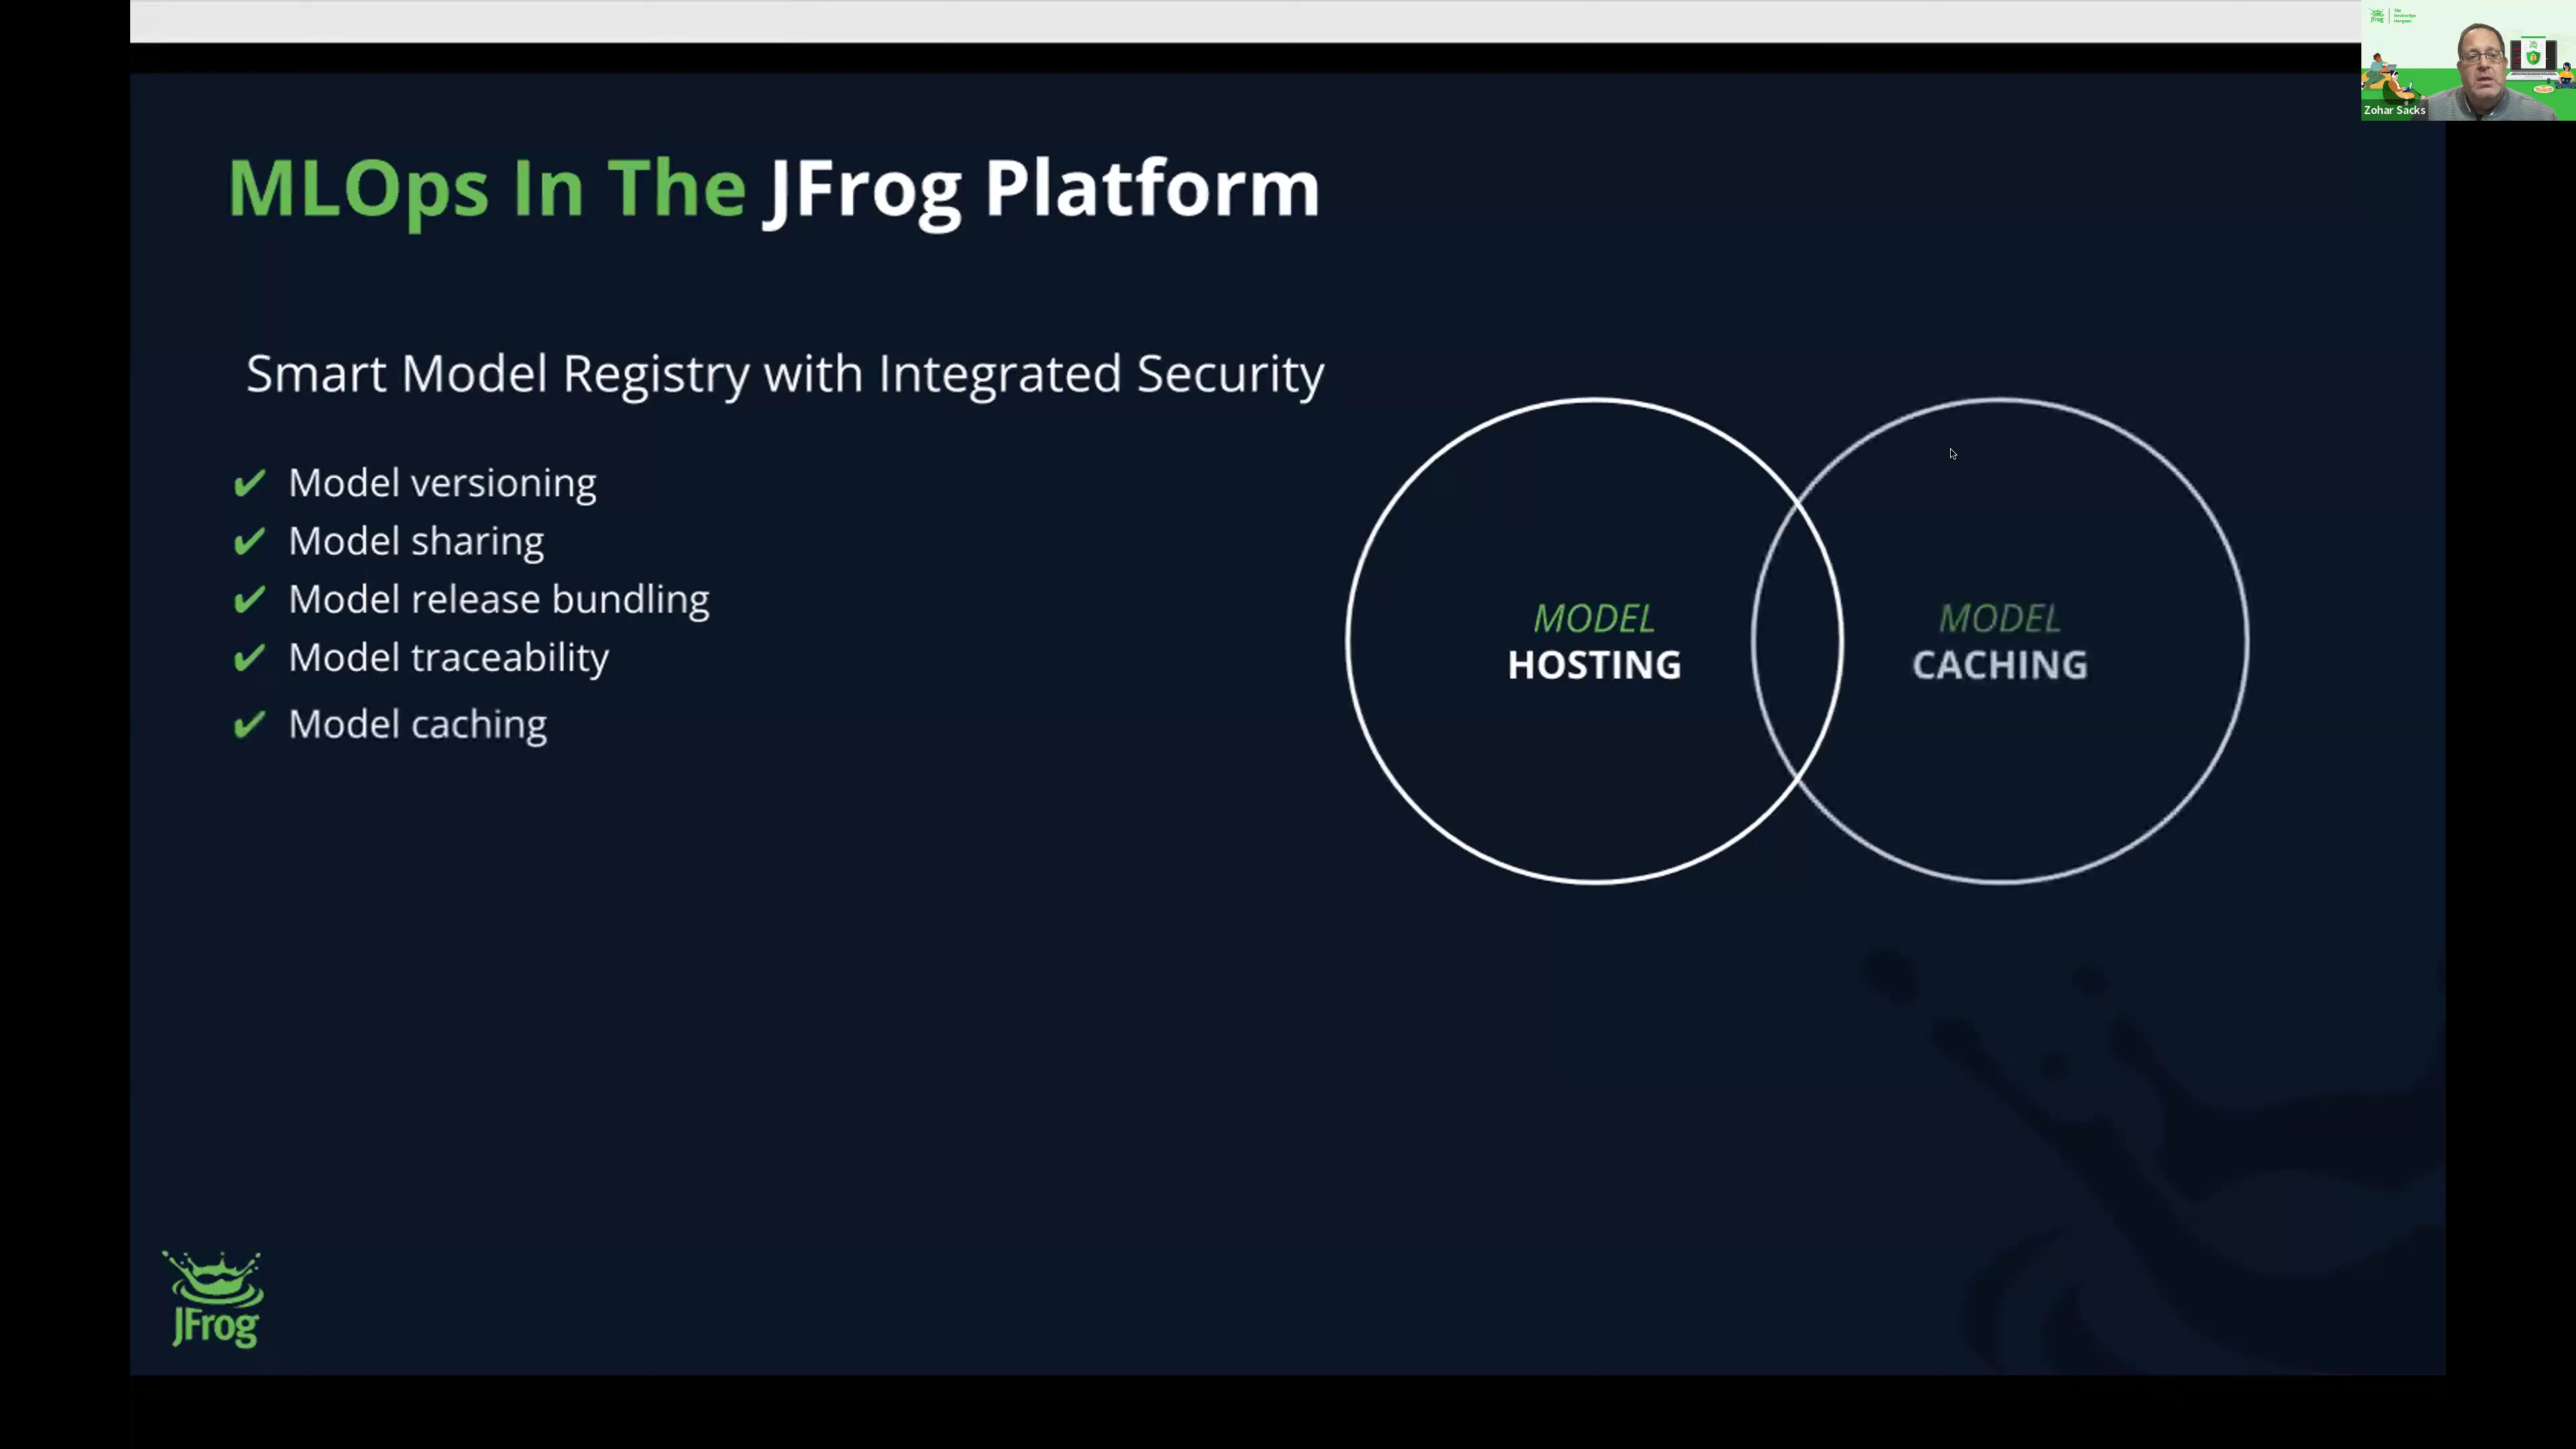 MLOps In The JFrog Platform
Smart Model Registry with Integrated Security
✔ Model versioning
✔ Model sharing
✔ Model release bundling
✔ Model traceability
✔ Model caching
MODEL
HOSTING
MODEL
CACHING
JFrog
JFrog
Zohar Sacks